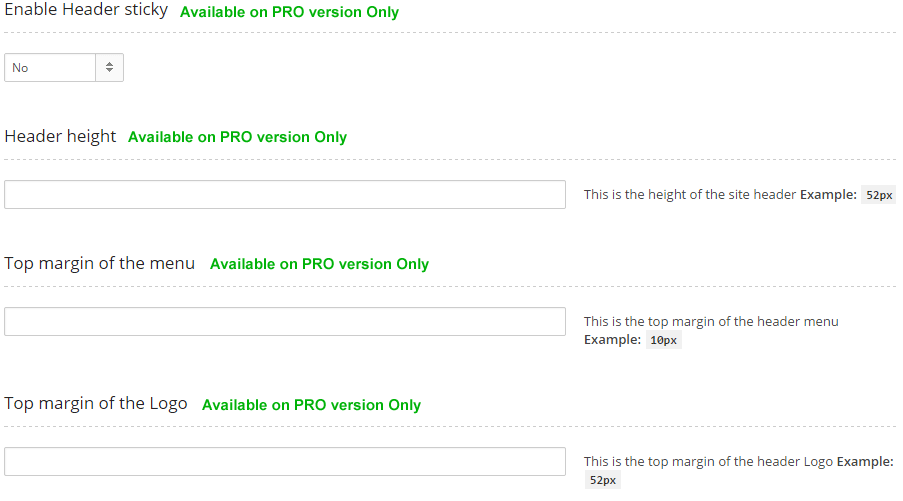 Enable Header sticky Available on PRO version Only
No
Header height Available on PRO version Only
This is the height of the site header Example: 52px
Top margin of the menu Available on PRO version Only
This is the top margin of the header menu
Example: 10px
Top margin of the Logo Available on PRO version Only
This is the top margin of the header Logo Example:
52px